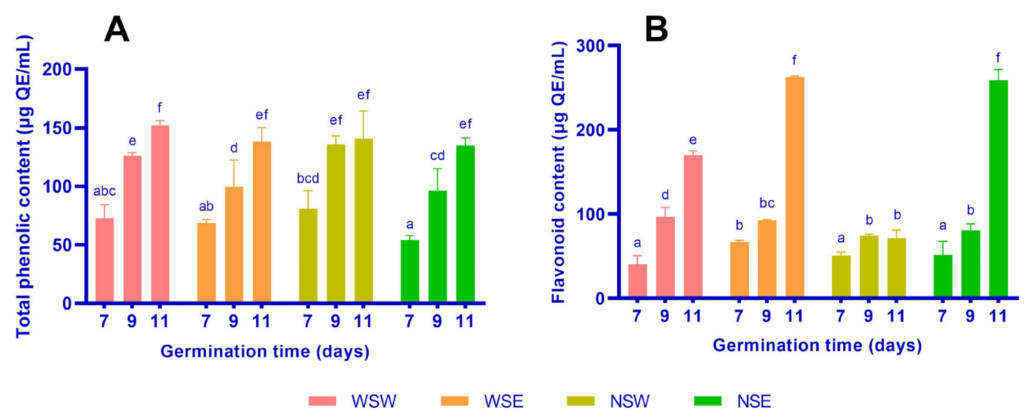 A
Total phenolic content (µg QE/mL)
200
150
100
50
0
abc
e
f
ab
d
ef
bcd
ef
ef
a
cd
ef
7 9 11 7 9 11 7 9 11 7 9 11
Germination time (days)
B
Flavonoid content (µg QE/mL)
300
200
100
0
a
d
e
b
bc
f
a
b
b
a
b
f
7 9 11 7 9 11 7 9 11 7 9 11
Germination time (days)
WSW WSE NSW NSE